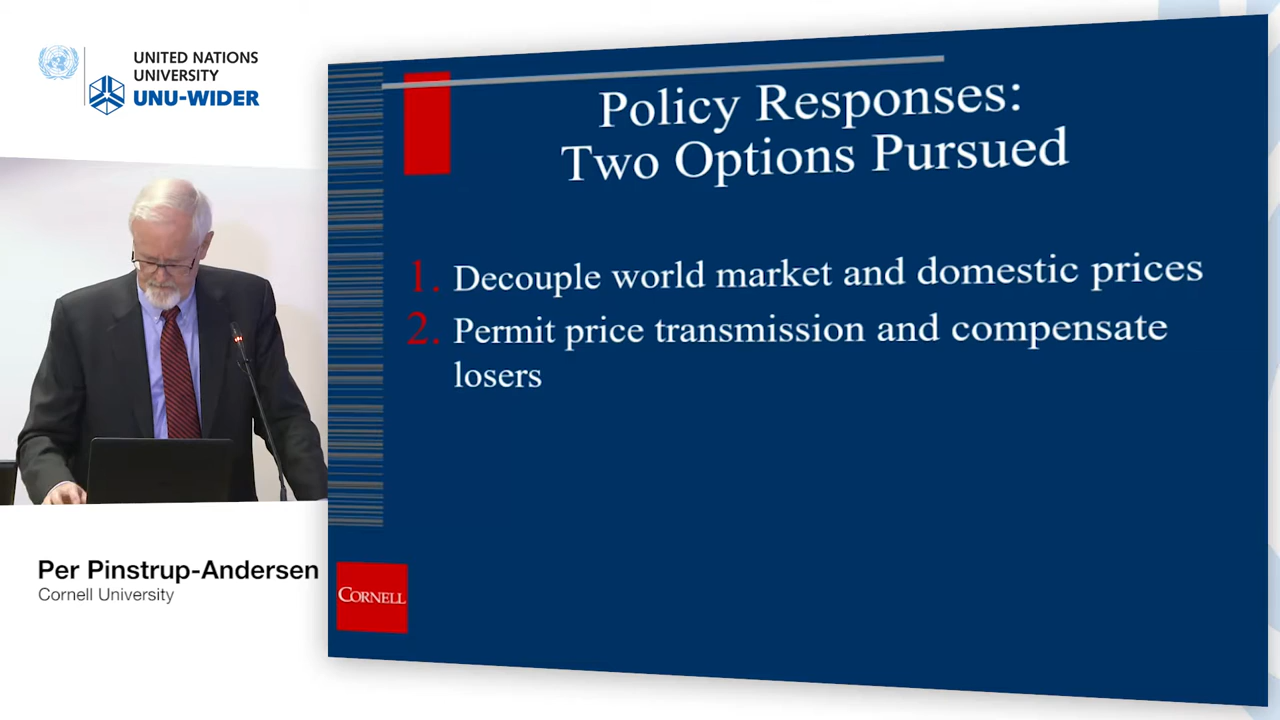 UNITED NATIONS
UNIVERSITY
UNU-WIDER
Policy Responses:
Two Options Pursued
1. Decouple world market and domestic prices
2. Permit price transmission and compensate
losers
CORNELL
Per Pinstrup-Andersen
Cornell University